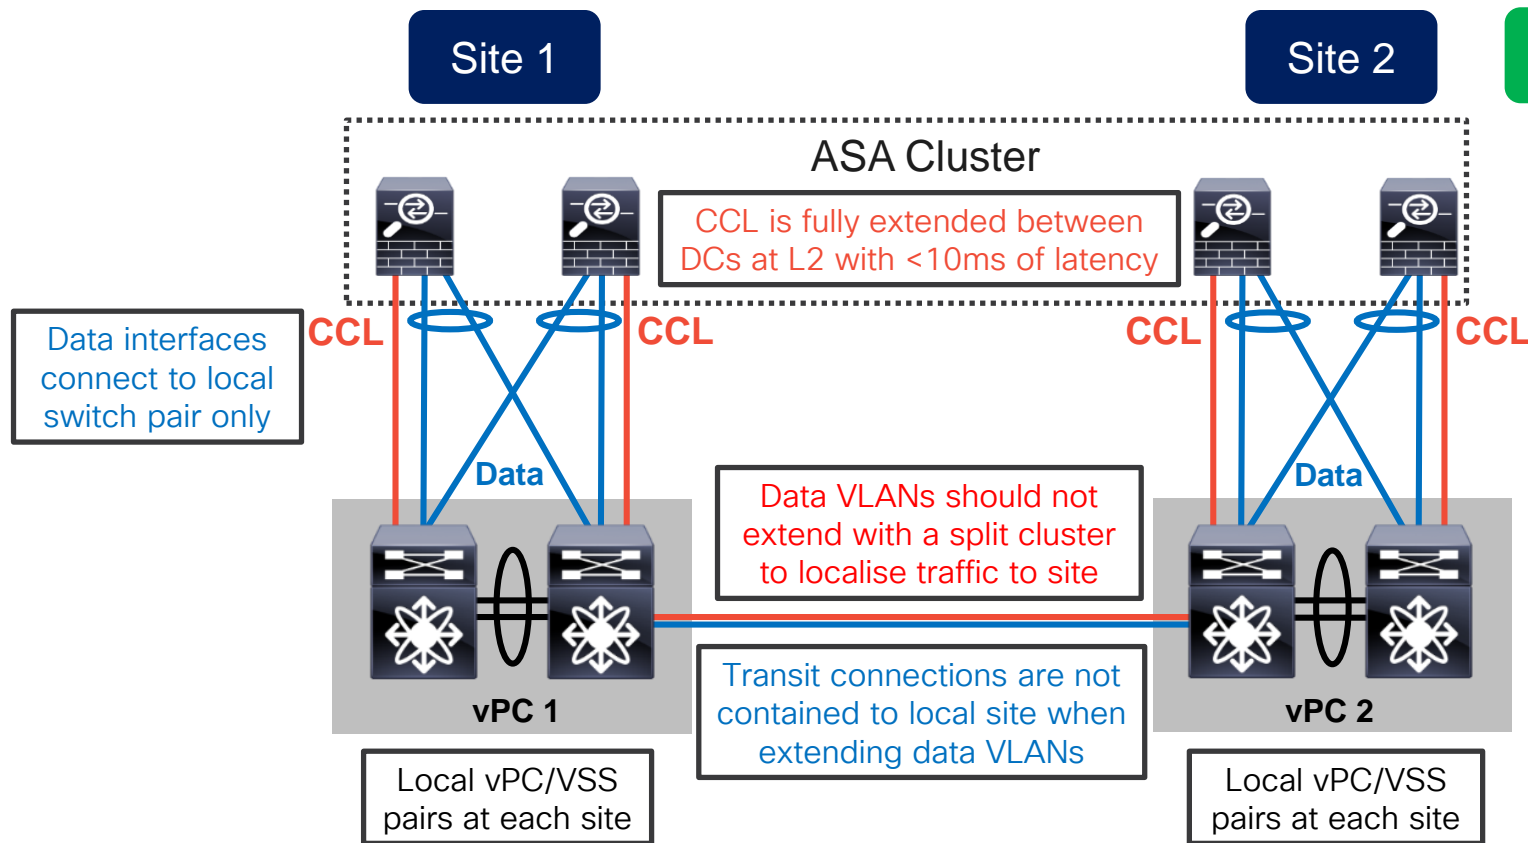 Site 1
Site 2
ASA Cluster
CCL is fully extended between
DCs at L2 with <10ms of latency
Data interfaces
connect to local
switch pair only
CCL
CCL
CCL
CCL
Data
Data
Data VLANs should not
extend with a split cluster
to localise traffic to site
Transit connections are not
contained to local site when
extending data VLANs
vPC 1
vPC 2
Local vPC/VSS
pairs at each site
Local vPC/VSS
pairs at each site